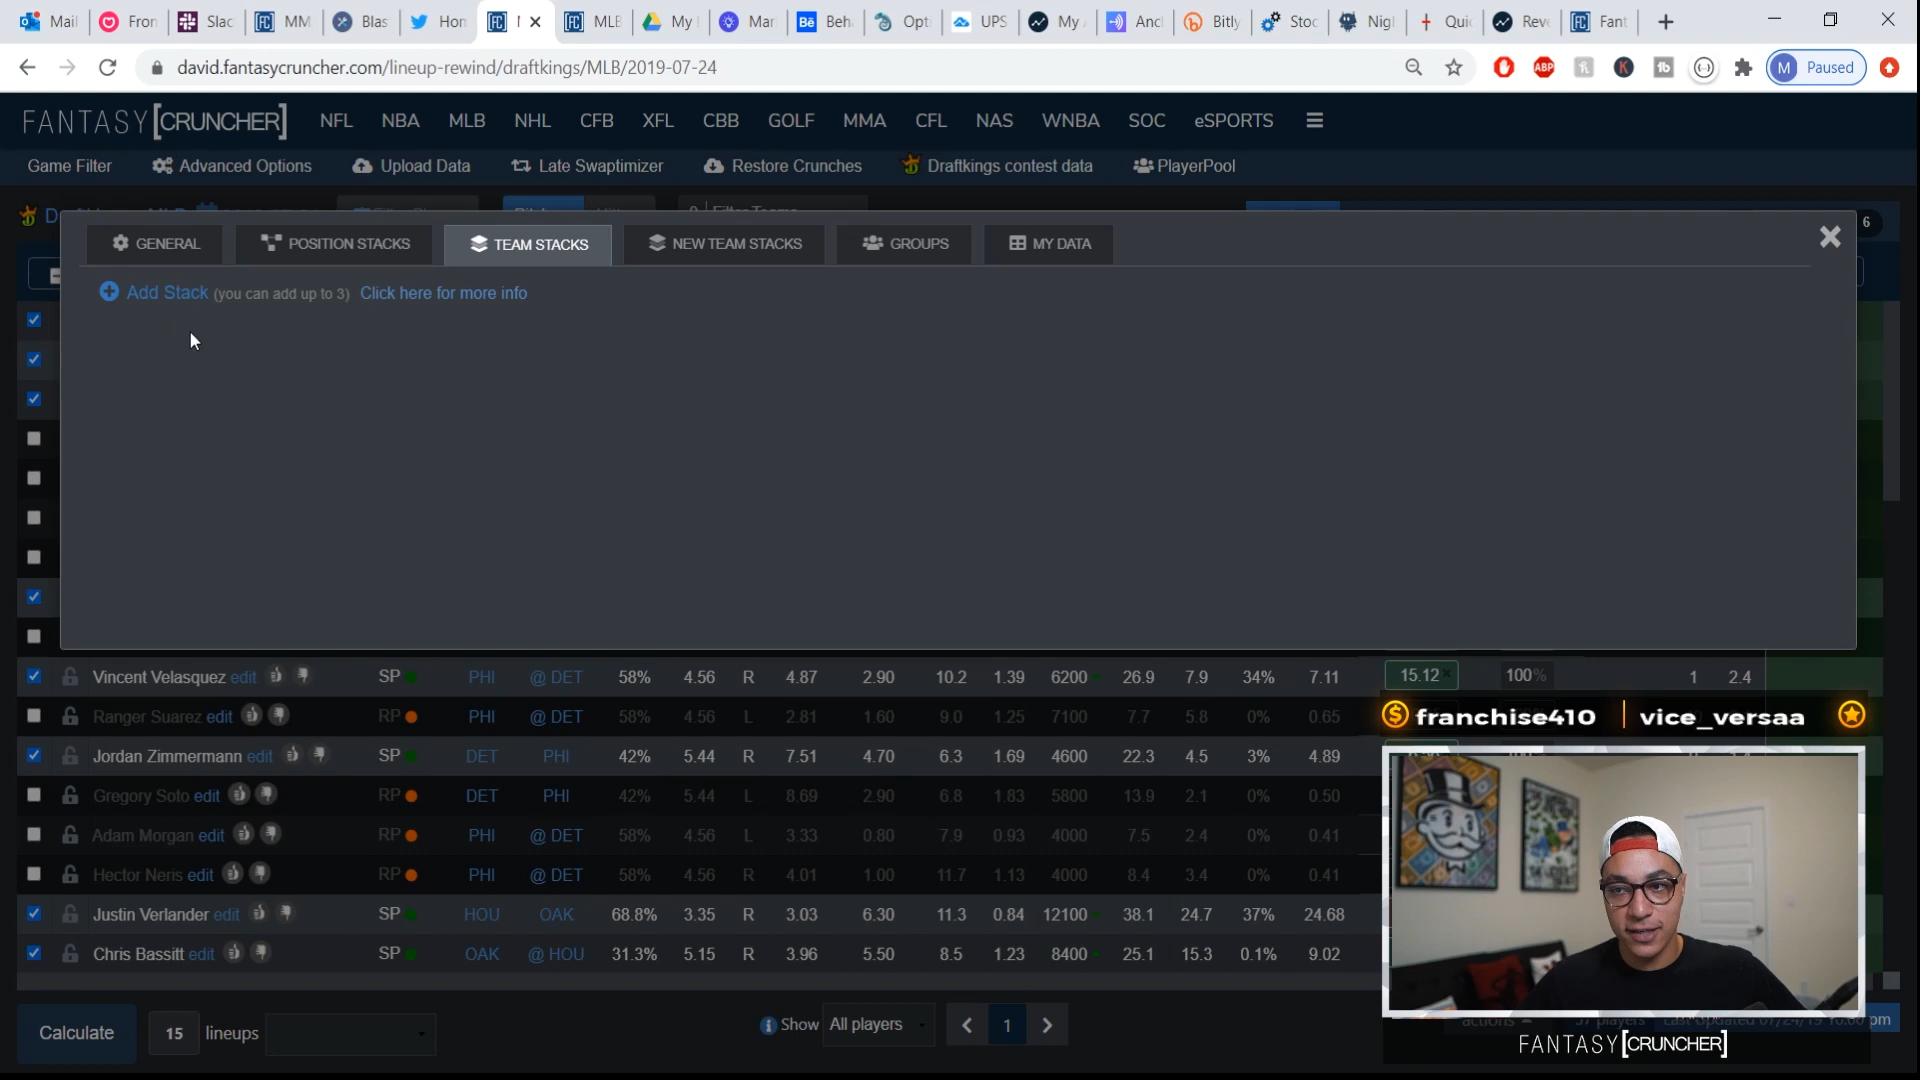 Mail Fron Slac MM Blas Hon MLE My Mar Beh Opti UPS My Anc Bitly Stoc Nigl Quic Reve Fant
david.fantasycruncher.com/lineup-rewind/draftkings/MLB/2019-07-24 Paused
FANTASY[CRUNCHER] NFL NBA MLB NHL CFB XFL CBB GOLF MMA CFL NAS WNBA SOC eSPORTS
Game Filter Advanced Options Upload Data Late Swaptimizer Restore Crunches Draftkings contest data PlayerPool
6
GENERAL POSITION STACKS TEAM STACKS NEW TEAM STACKS GROUPS MY DATA
Add Stack (you can add up to 3) Click here for more info
Vincent Velasquez edit SP PHI @ DET 58% 4.56 R 4.87 2.90 10.2 1.39 6200 26.9 7.9 34% 7.11 15.12 100% 1 2.4
Ranger Suarez edit RP PHI @ DET 58% 4.56 L 2.81 1.60 9.0 1.25 7100 7.7 5.8 0% 0.65
franchise410 | vice_versaa
Jordan Zimmermann edit SP DET PHI 42% 5.44 R 7.51 4.70 6.3 1.69 4600 22.3 4.5 3% 4.89
Gregory Soto edit RP DET PHI 42% 5.44 L 8.69 2.90 6.8 1.83 5800 13.9 2.1 0% 0.50
Adam Morgan edit RP PHI @ DET 58% 4.56 L 3.33 0.80 7.9 0.93 4000 7.5 2.4 0% 0.41
Hector Neris edit RP PHI @ DET 58% 4.56 R 4.01 1.00 11.7 1.13 4000 8.4 3.4 0% 0.41
Justin Verlander edit SP HOU OAK 68.8% 3.35 R 3.03 6.30 11.3 0.84 12100 38.1 24.7 37% 24.68
Chris Bassitt edit SP OAK @ HOU 31.3% 5.15 R 3.96 5.50 8.5 1.23 8400 25.1 15.3 0.1% 9.02
Calculate 15 lineups Show All players 1
FANTASY[CRUNCHER]